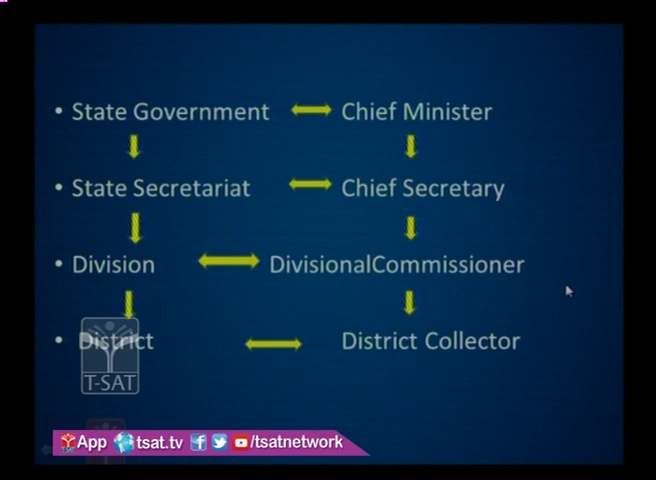 • State Government Chief Minister
• State Secretariat Chief Secretary
• Division DivisionalCommissioner
• District District Collector
T-SAT
App tsat.tv /tsatnetwork